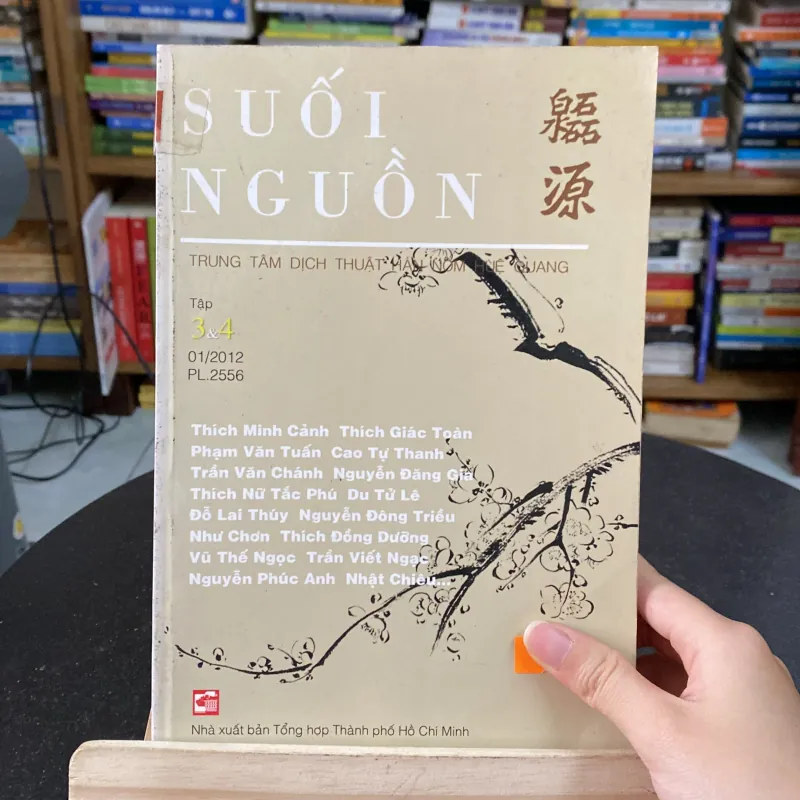 SUỐI
NGUỒN
源
TRUNG TÂM DỊCH THUẬT HÁN NÔM HUỆ QUANG
Tập
3&4
01/2012
PL.2556
Thích Minh Cảnh Thích Giác Toàn
Phạm Văn Tuấn Cao Tự Thanh
Trần Văn Chánh Nguyễn Đăng Già
Thích Nữ Tắc Phú Du Tử Lê
Đỗ Lai Thúy Nguyễn Đông Triều
Như Chơn Thích Đồng Dưỡng
Vũ Thế Ngọc Trần Viết Ngạc
Nguyễn Phúc Anh Nhật Chiêu...
Nhà xuất bản Tổng hợp Thành phố Hồ Chí Minh